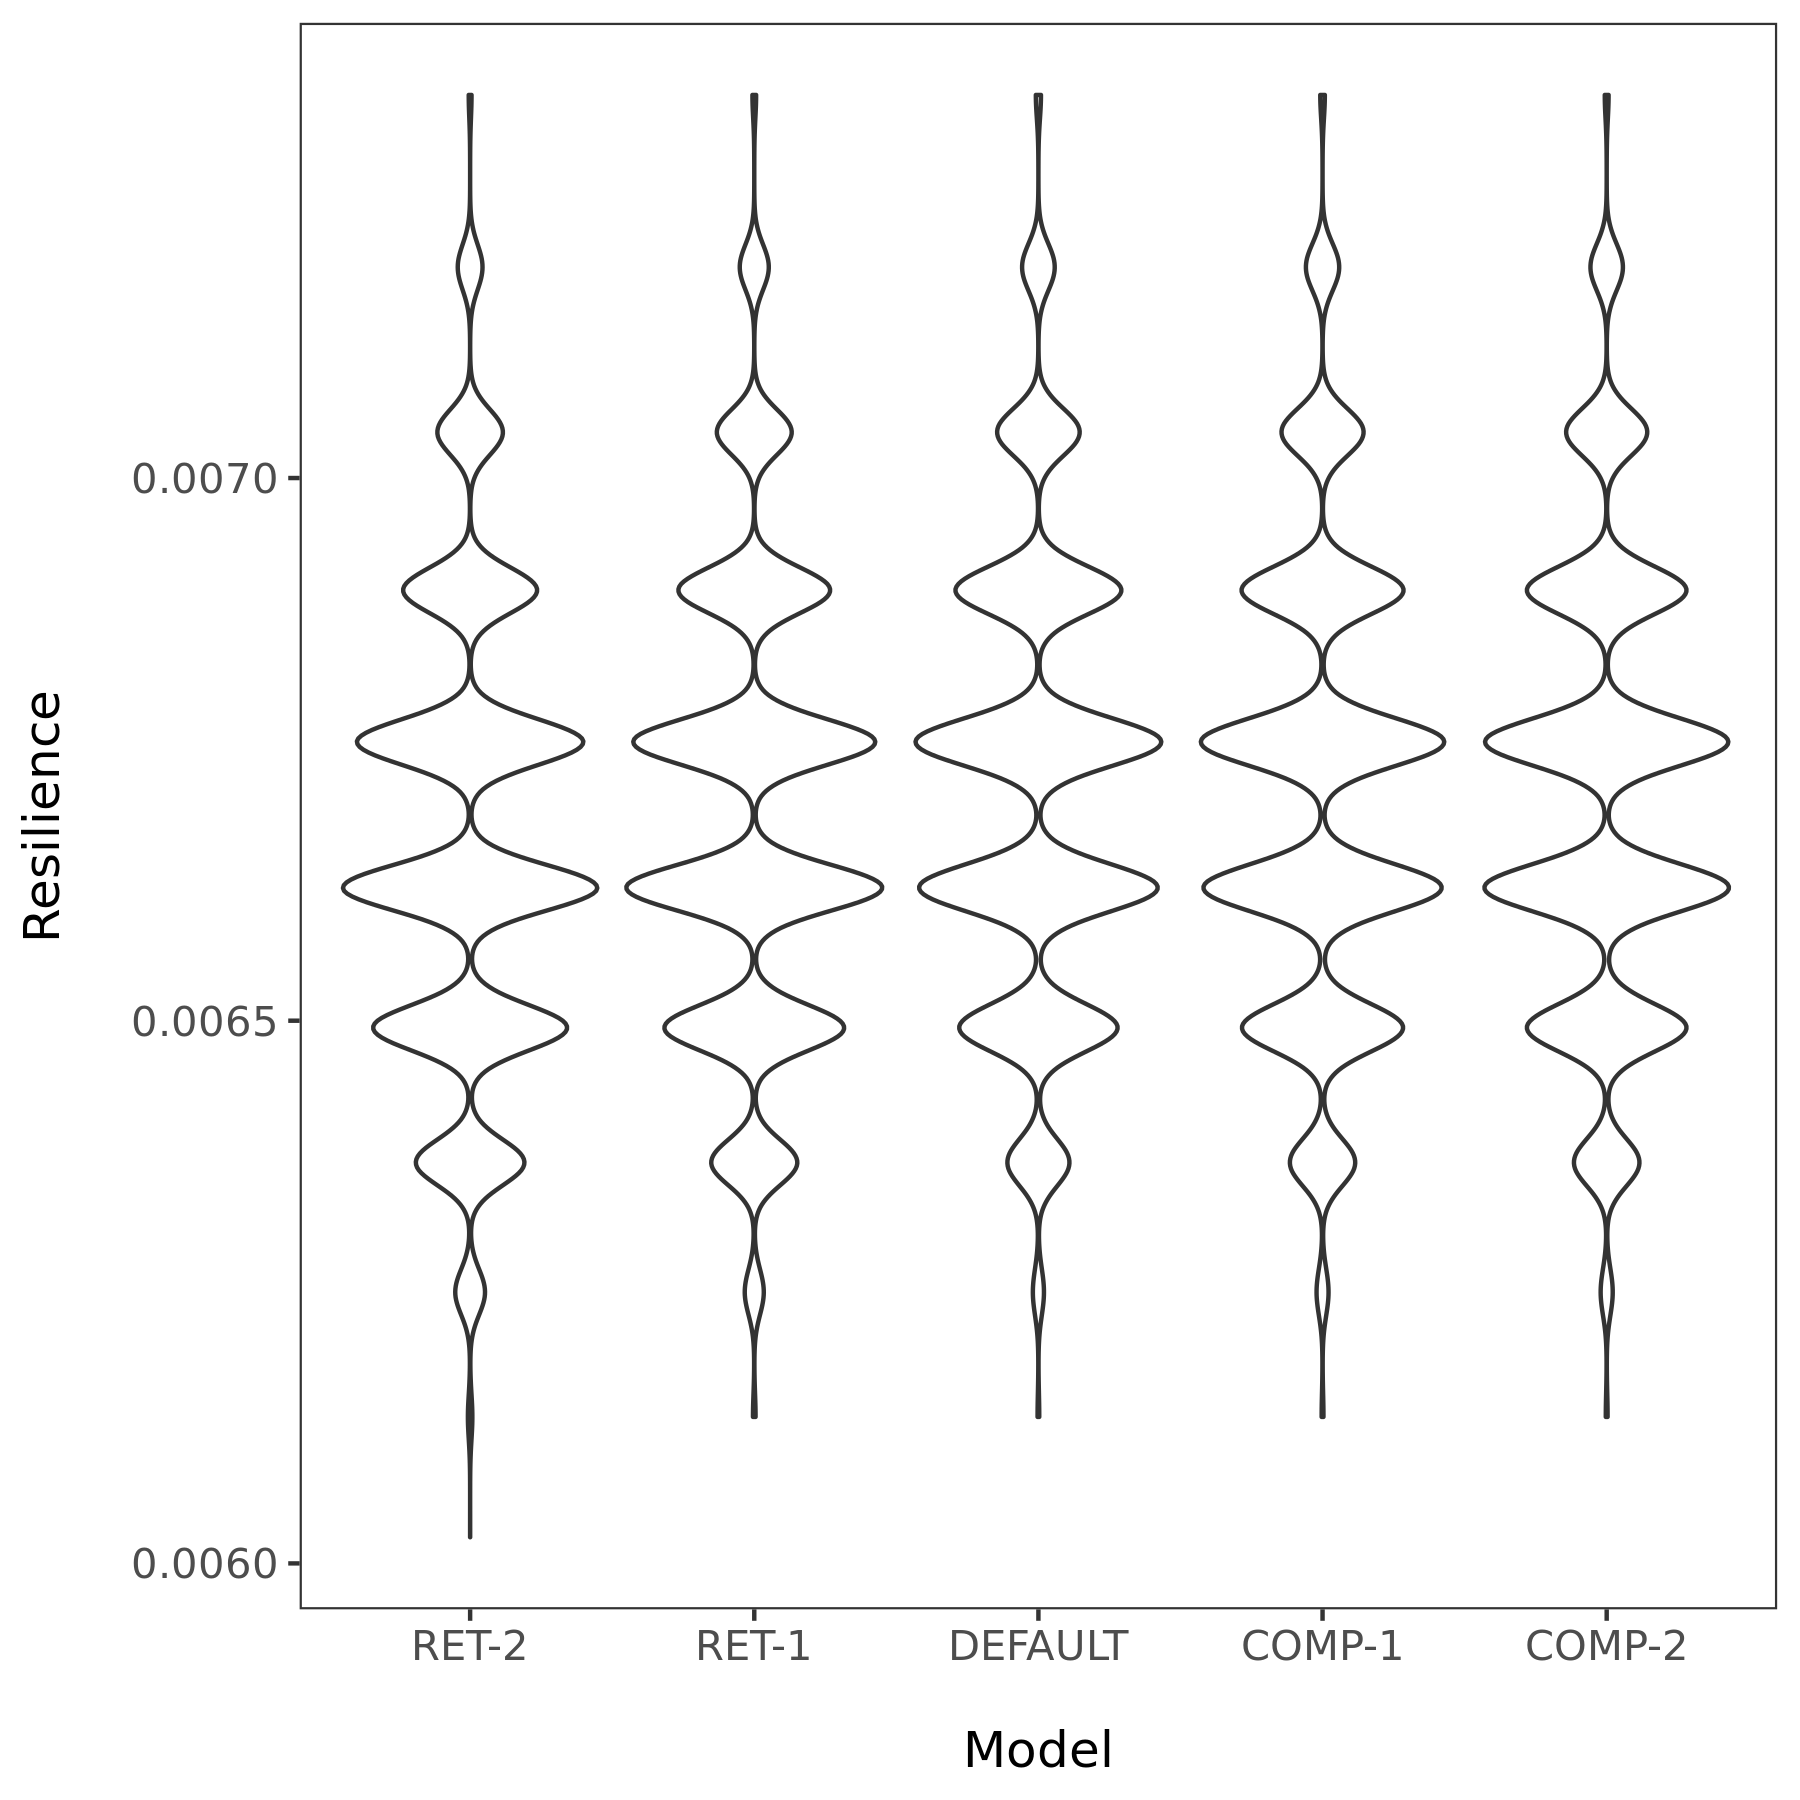 Resilience
0.0070
0.0065
0.0060
RET-2 RET-1 DEFAULT COMP-1 COMP-2
Model